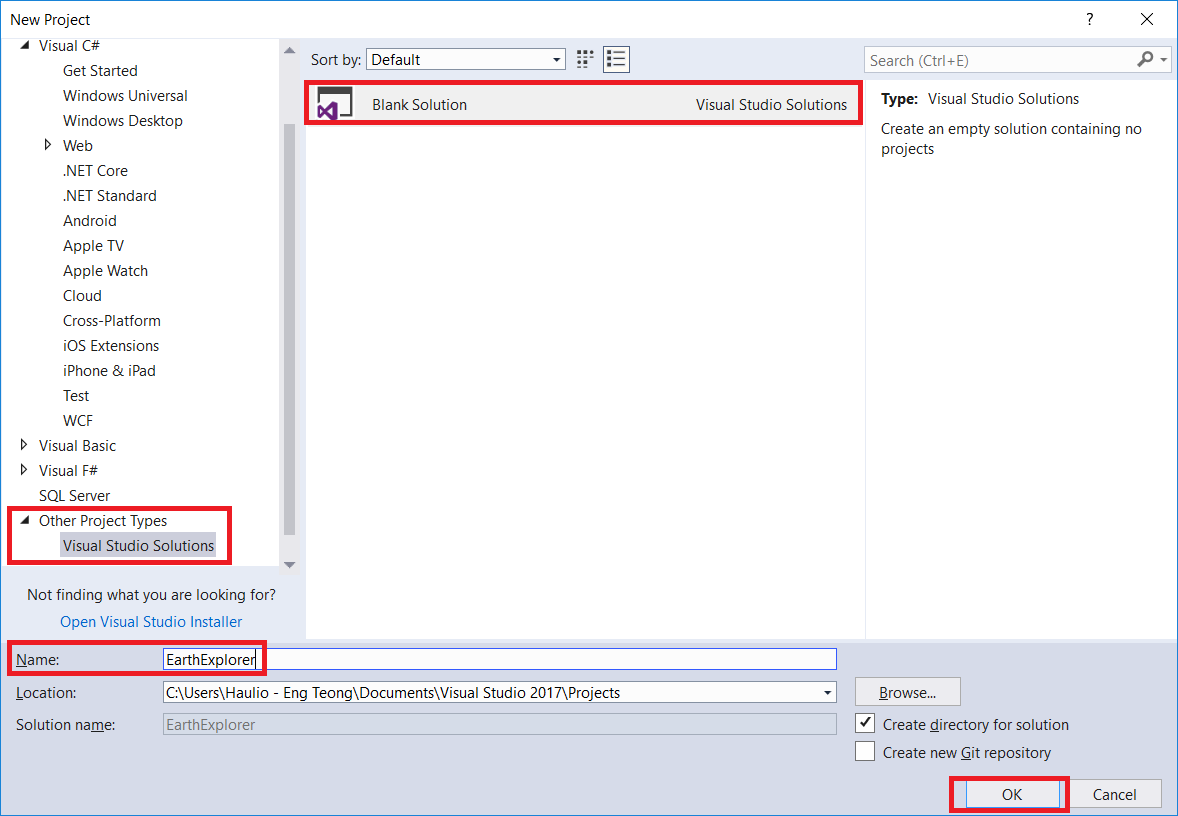 New Project
?
Visual C#
Get Started
Windows Universal
Windows Desktop
Web
.NET Core
.NET Standard
Android
Apple TV
Apple Watch
Cloud
Cross-Platform
iOS Extensions
iPhone & iPad
Test
WCF
Visual Basic
Visual F#
SQL Server
Other Project Types
Visual Studio Solutions
Not finding what you are looking for?
Open Visual Studio Installer
Sort by: Default
Search (Ctrl+E)
Blank Solution Visual Studio Solutions
Type: Visual Studio Solutions
Create an empty solution containing no
projects
Name: EarthExplorer
Location: C:\Users\Haulio - Eng Teong\Documents\Visual Studio 2017\Projects
Browse...
Solution name: EarthExplorer
Create directory for solution
Create new Git repository
OK
Cancel